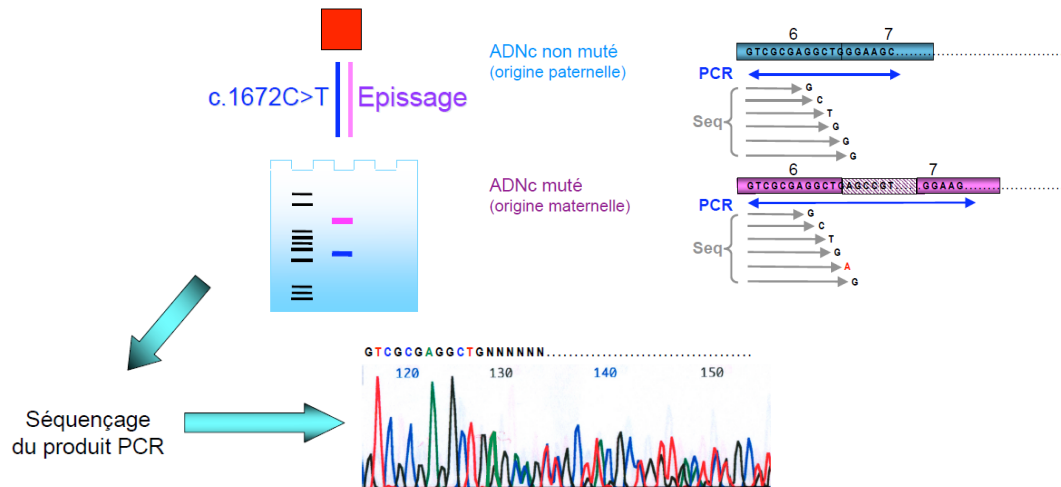 c.1672C>T
Epissage
ADNc non muté
(origine paternelle)
6 7
GTCGCGAGGCTGGGAAGC..............................
PCR
Seq
G
C
T
G
G
G
ADNc muté
(origine maternelle)
6 7
GTCGCGAGGCTGAGCCGT.....GGAAG..............................
PCR
Seq
G
C
T
G
A
G
Séquençage
du produit PCR
GTCGCGAGGCTGNNNNNN.....................................
120 130 140 150